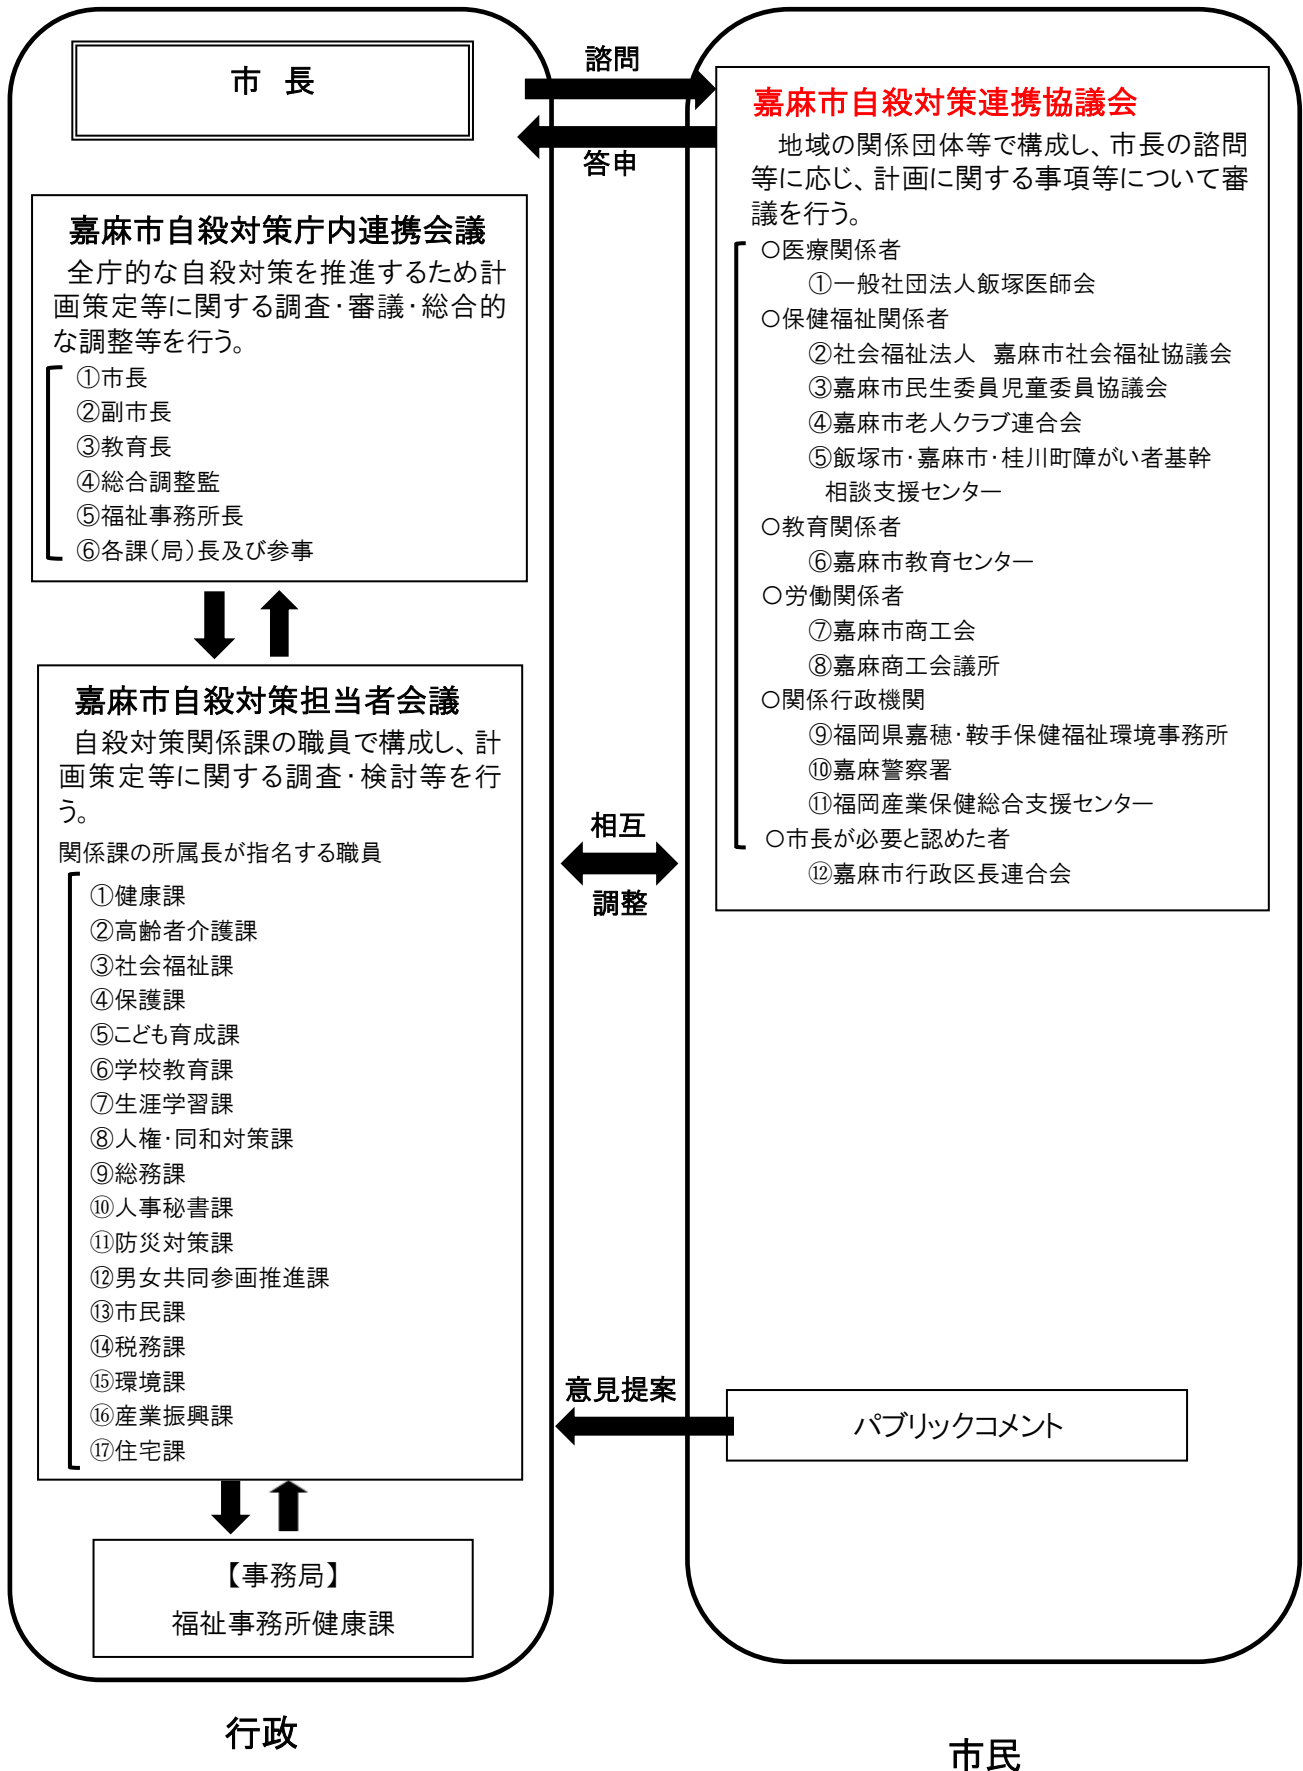 市　長
嘉麻市自殺対策庁内連携会議
全庁的な自殺対策を推進するため計
画策定等に関する調査・審議・総合的
な調整等を行う。
①市長
②副市長
③教育長
④総合調整監
⑤福祉事務所長
⑥各課（局）長及び参事
嘉麻市自殺対策担当者会議
自殺対策関係課の職員で構成し、計
画策定等に関する調査・検討等を行
う。
関係課の所属長が指名する職員
①健康課
②高齢者介護課
③社会福祉課
④保護課
⑤こども育成課
⑥学校教育課
⑦生涯学習課
⑧人権・同和対策課
⑨総務課
⑩人事秘書課
⑪防災対策課
⑫男女共同参画推進課
⑬市民課
⑭税務課
⑮環境課
⑯産業振興課
⑰住宅課
【事務局】
福祉事務所健康課
行政
諮問
答申
相互
調整
意見提案
嘉麻市自殺対策連携協議会
地域の関係団体等で構成し、市長の諮問
等に応じ、計画に関する事項等について審
議を行う。
○医療関係者
①一般社団法人飯塚医師会
○保健福祉関係者
②社会福祉法人　嘉麻市社会福祉協議会
③嘉麻市民生委員児童委員協議会
④嘉麻市老人クラブ連合会
⑤飯塚市・嘉麻市・桂川町障がい者基幹
相談支援センター
○教育関係者
⑥嘉麻市教育センター
○労働関係者
⑦嘉麻市商工会
⑧嘉麻商工会議所
○関係行政機関
⑨福岡県嘉穂・鞍手保健福祉環境事務所
⑩嘉麻警察署
⑪福岡産業保健総合支援センター
○市長が必要と認めた者
⑫嘉麻市行政区長連合会
パブリックコメント
市民